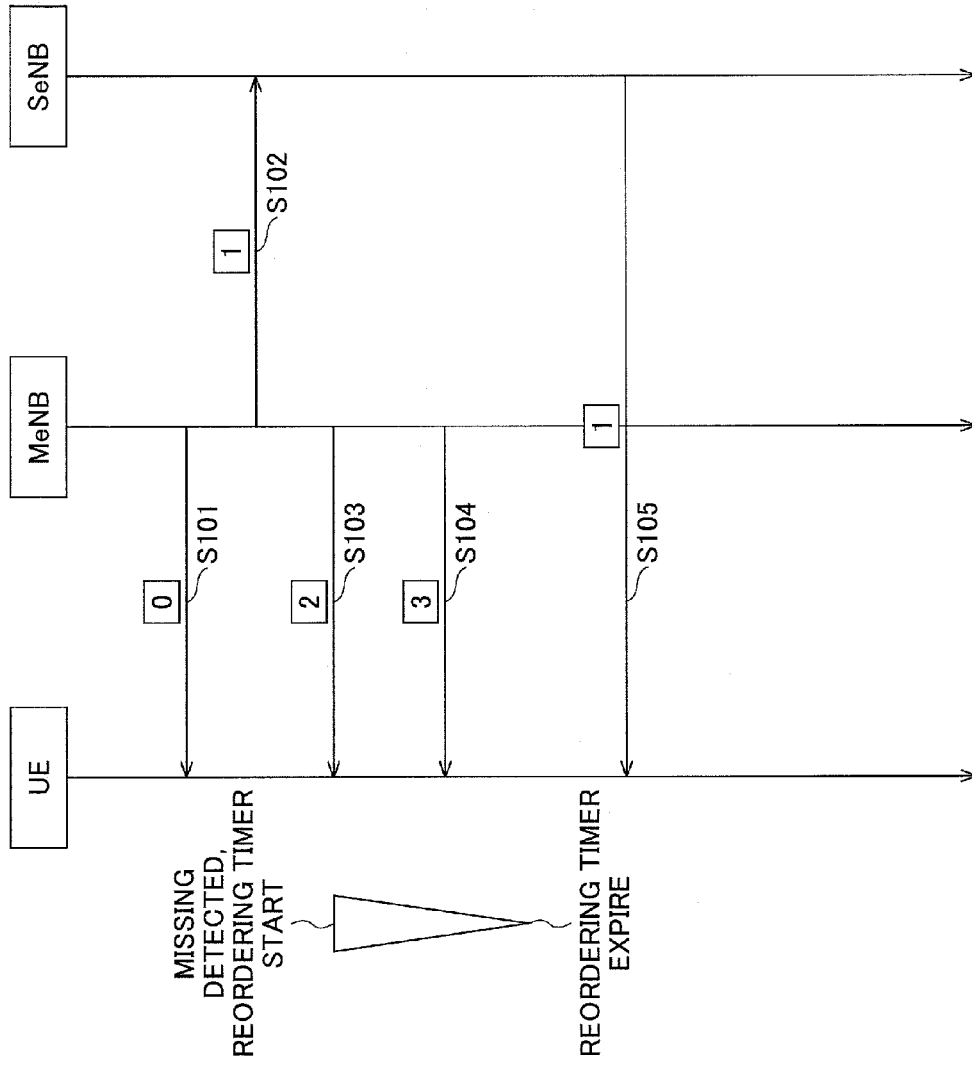 UE
MeNB
SeNB
0
S101
1
S102
MISSING
DETECTED,
REORDERING TIMER
START
2
S103
3
S104
1
S105
REORDERING TIMER
EXPIRE